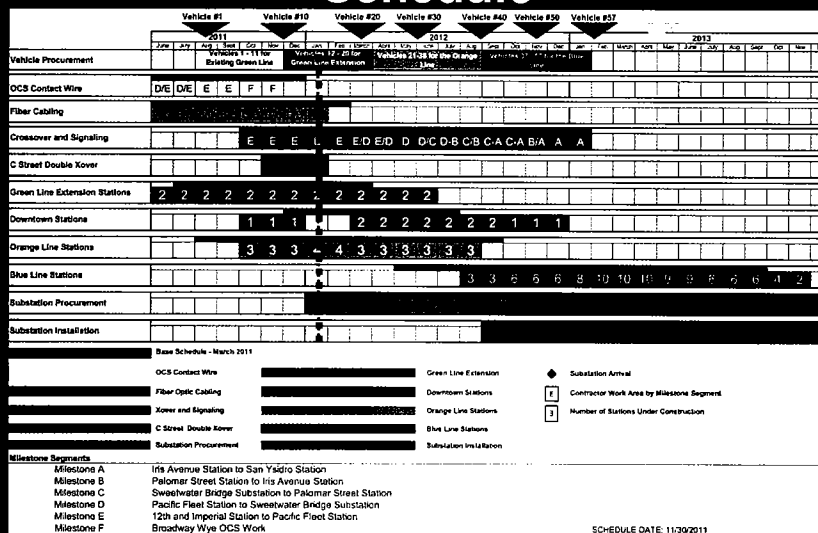 Schedule
Vehicle #1 Vehicle #10 Vehicle #20 Vehicle #30 Vehicle #40 Vehicle #50 Vehicle #57
2011 2012 2013
June July Aug Sept Oct Nov Dec Jan Feb March April May June July Aug Sept Oct Nov Dec Jan Feb March April May June July Aug Sept Oct Nov
Vehicle Procurement
Vehicles 1 - 11 for Existing Green Line
Vehicles 12 - 20 for Green Line Extension
Vehicles 21-38 for the Orange Line
OCS Contact Wire D/E D/E E E F F
Fiber Cabling
Crossover and Signaling E E E E E/D E/D D D/C D-B C/B C-A C-A B/A A A
C Street Double Xover
Green Line Extension Stations 2 2 2 2 2 2 2 2 2 2 2 2 2
Downtown Stations 1 1 1 2 2 2 2 2 2 1 1 1
Orange Line Stations 3 3 3 4 4 3 3 3 3 3 3
Blue Line Stations 3 3 6 6 6 8 10 10 10 9 9 8 6 6 4 2
Substation Procurement
Substation Installation
Base Schedule - March 2011
OCS Contact Wire Green Line Extension Substation Arrival
Fiber Optic Cabling Downtown Stations E Contractor Work Area by Milestone Segment
Xover and Signaling Orange Line Stations 3 Number of Stations Under Construction
C Street Double Xover Blue Line Stations
Substation Procurement Substation Installation
Milestone Segments
Milestone A Iris Avenue Station to San Ysidro Station
Milestone B Palomar Street Station to Iris Avenue Station
Milestone C Sweetwater Bridge Substation to Palomar Street Station
Milestone D Pacific Fleet Station to Sweetwater Bridge Substation
Milestone E 12th and Imperial Station to Pacific Fleet Station
Milestone F Broadway Wye OCS Work
SCHEDULE DATE: 11/30/2011